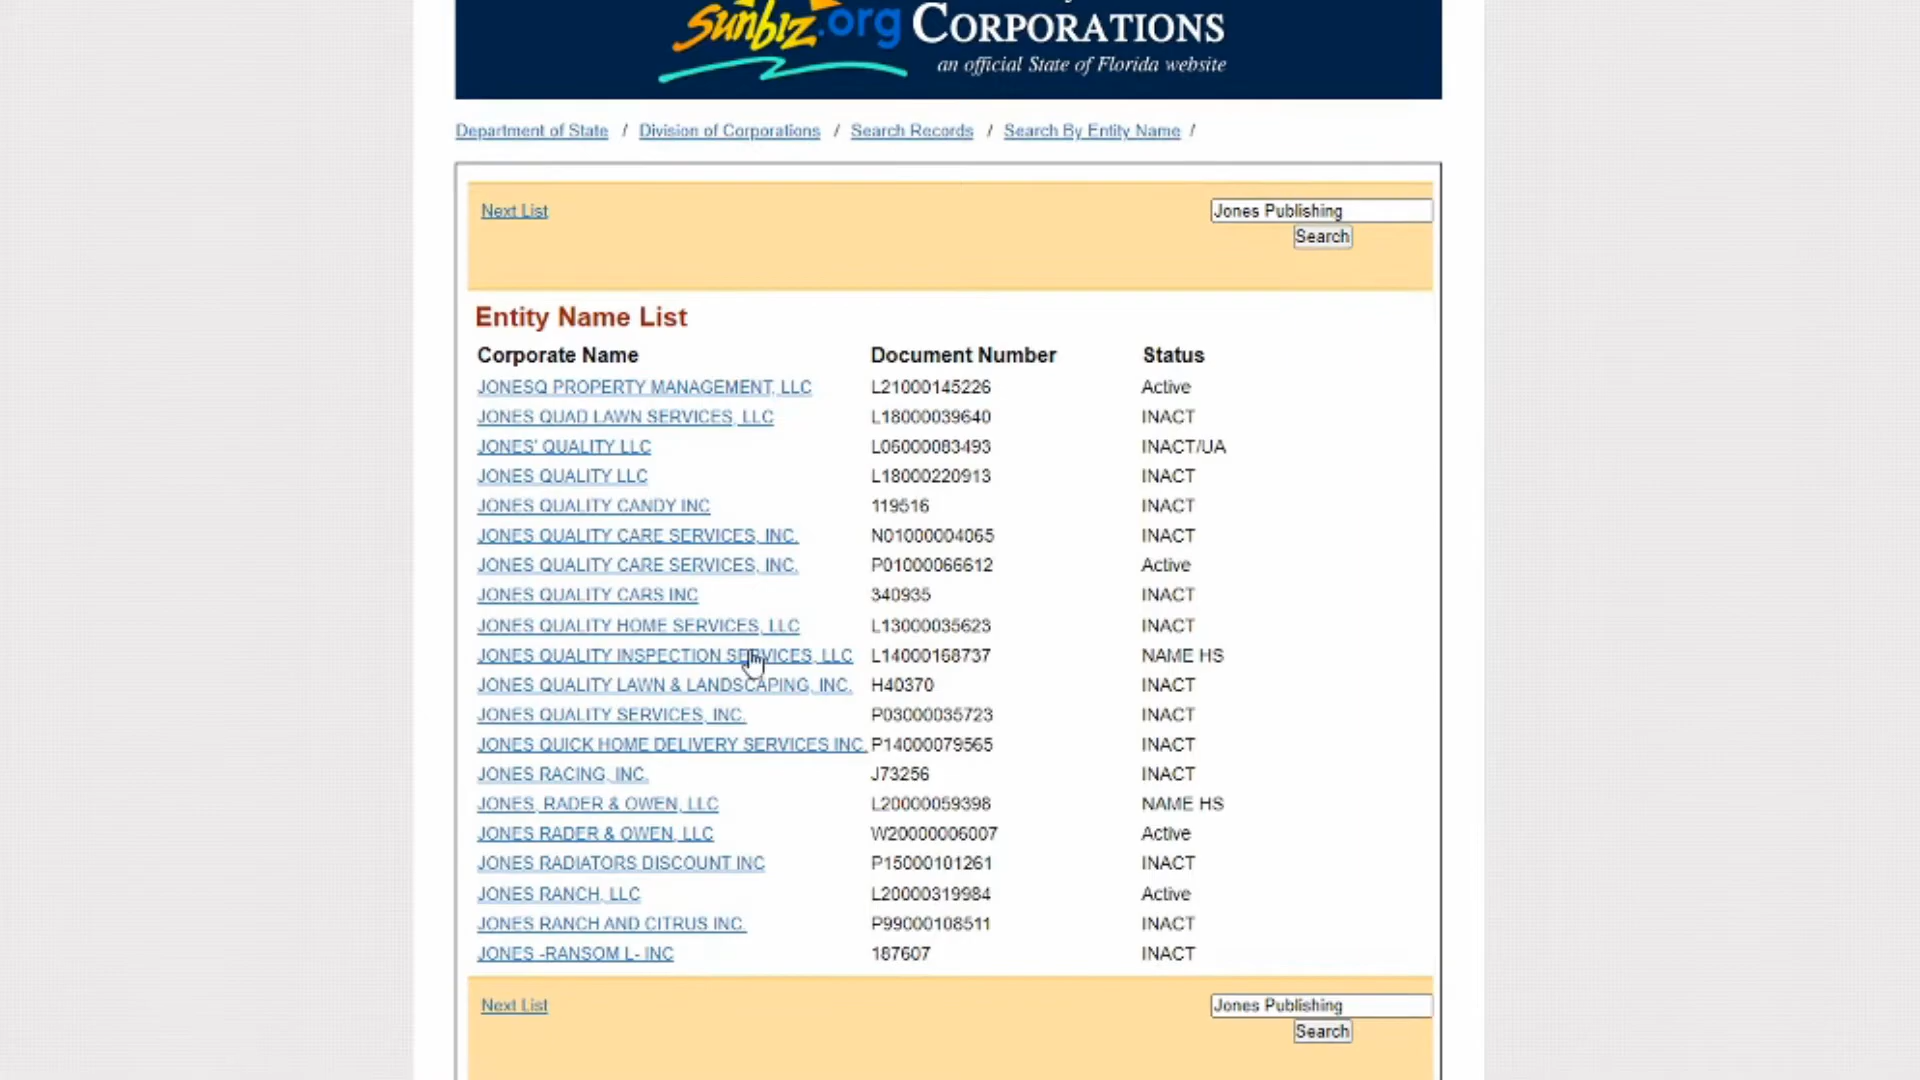 sunbiz.org CORPORATIONS
an official State of Florida website
Department of State / Division of Corporations / Search Records / Search By Entity Name /
Next List Jones Publishing
Search
Entity Name List
Corporate Name Document Number Status
JONESQ PROPERTY MANAGEMENT, LLC L21000145226 Active
JONES QUAD LAWN SERVICES, LLC L18000039640 INACT
JONES' QUALITY LLC L06000083493 INACT/UA
JONES QUALITY LLC L18000220913 INACT
JONES QUALITY CANDY INC 119516 INACT
JONES QUALITY CARE SERVICES, INC. N01000004065 INACT
JONES QUALITY CARE SERVICES, INC. P01000066612 Active
JONES QUALITY CARS INC 340935 INACT
JONES QUALITY HOME SERVICES, LLC L13000035623 INACT
JONES QUALITY INSPECTION SERVICES, LLC L14000168737 NAME HS
JONES QUALITY LAWN & LANDSCAPING, INC. H40370 INACT
JONES QUALITY SERVICES, INC. P03000035723 INACT
JONES QUICK HOME DELIVERY SERVICES INC. P14000079565 INACT
JONES RACING, INC. J73256 INACT
JONES, RADER & OWEN, LLC L20000059398 NAME HS
JONES RADER & OWEN, LLC W20000006007 Active
JONES RADIATORS DISCOUNT INC P15000101261 INACT
JONES RANCH, LLC L20000319984 Active
JONES RANCH AND CITRUS INC. P99000108511 INACT
JONES -RANSOM L- INC 187607 INACT
Next List Jones Publishing
Search